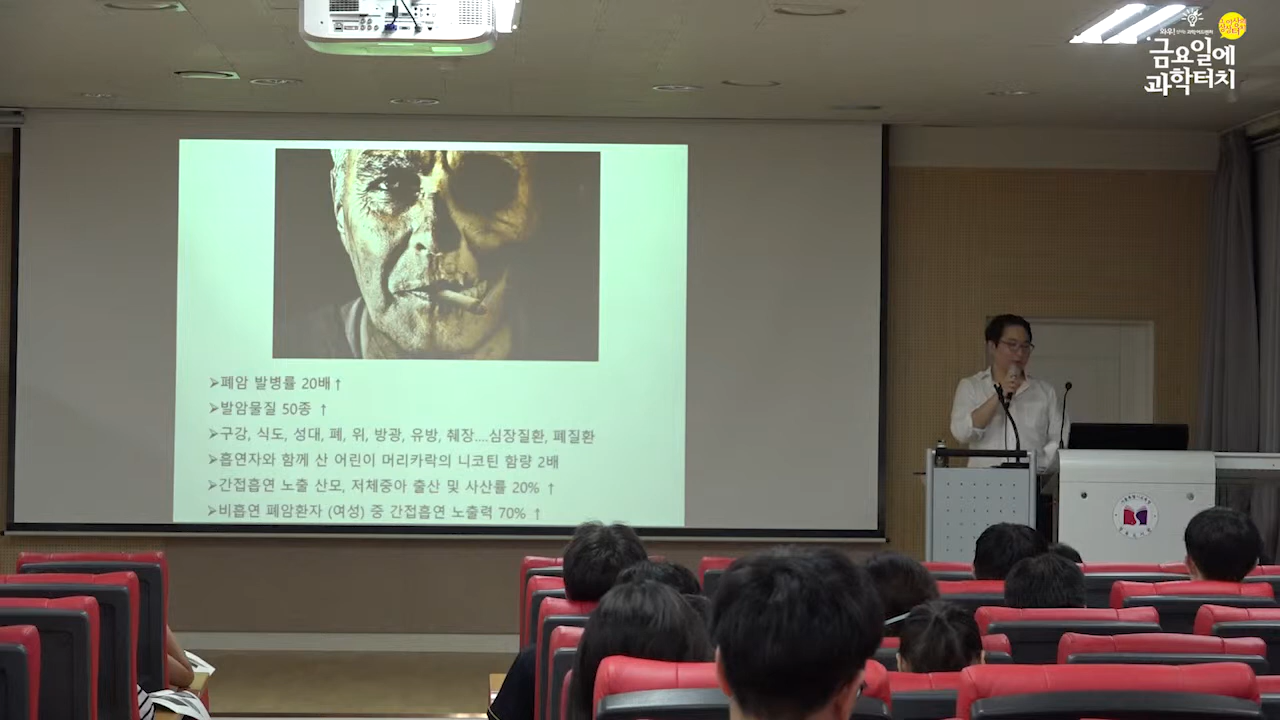 금요일에
과학터치
➢폐암 발병률 20배↑
➢발암물질 50종 ↑
➢구강, 식도, 성대, 폐, 위, 방광, 유방, 췌장....심장질환, 폐질환
➢흡연자와 함께 산 어린이 머리카락의 니코틴 함량 2배
➢간접흡연 노출 산모, 저체중아 출산 및 사산률 20% ↑
➢비흡연 폐암환자 (여성) 중 간접흡연 노출력 70% ↑